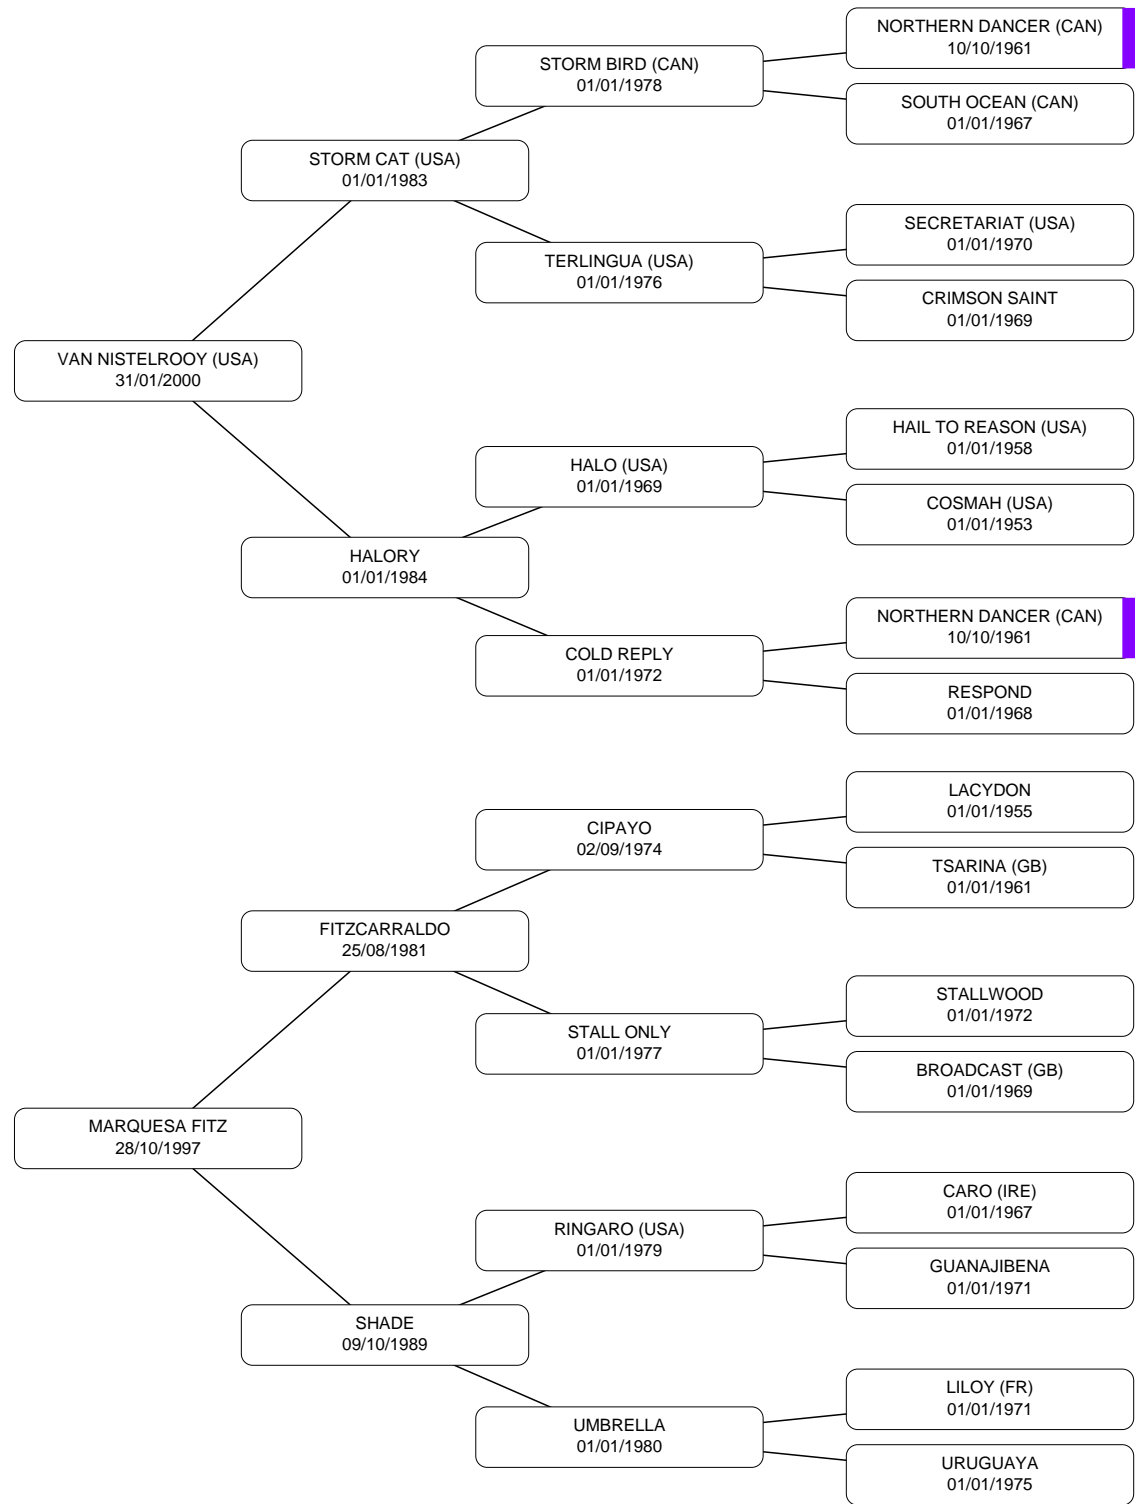 NORTHERN DANCER (CAN)
10/10/1961
STORM BIRD (CAN)
01/01/1978
SOUTH OCEAN (CAN)
01/01/1967
STORM CAT (USA)
01/01/1983
SECRETARIAT (USA)
01/01/1970
TERLINGUA (USA)
01/01/1976
CRIMSON SAINT
01/01/1969
VAN NISTELROOY (USA)
31/01/2000
HAIL TO REASON (USA)
01/01/1958
HALO (USA)
01/01/1969
COSMAH (USA)
01/01/1953
HALORY
01/01/1984
NORTHERN DANCER (CAN)
10/10/1961
COLD REPLY
01/01/1972
RESPOND
01/01/1968
LACYDON
01/01/1955
CIPAYO
02/09/1974
TSARINA (GB)
01/01/1961
FITZCARRALDO
25/08/1981
STALLWOOD
01/01/1972
STALL ONLY
01/01/1977
BROADCAST (GB)
01/01/1969
MARQUESA FITZ
28/10/1997
CARO (IRE)
01/01/1967
RINGARO (USA)
01/01/1979
GUANAJIBENA
01/01/1971
SHADE
09/10/1989
LILOY (FR)
01/01/1971
UMBRELLA
01/01/1980
URUGUAYA
01/01/1975